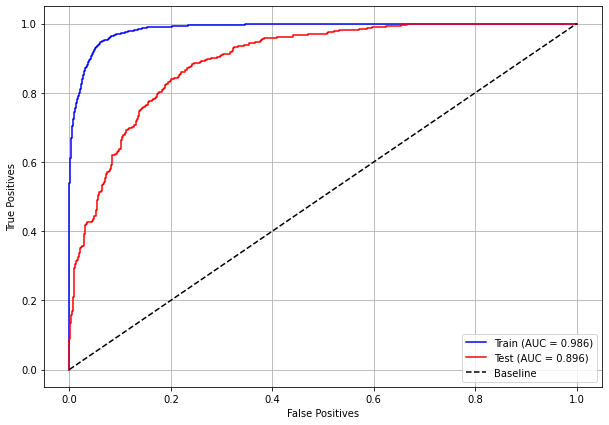 1.0
0.8
0.6
0.4
0.2
0.0
True Positives
Train (AUC = 0.986)
Test (AUC = 0.896)
Baseline
0.0 0.2 0.4 0.6 0.8 1.0
False Positives